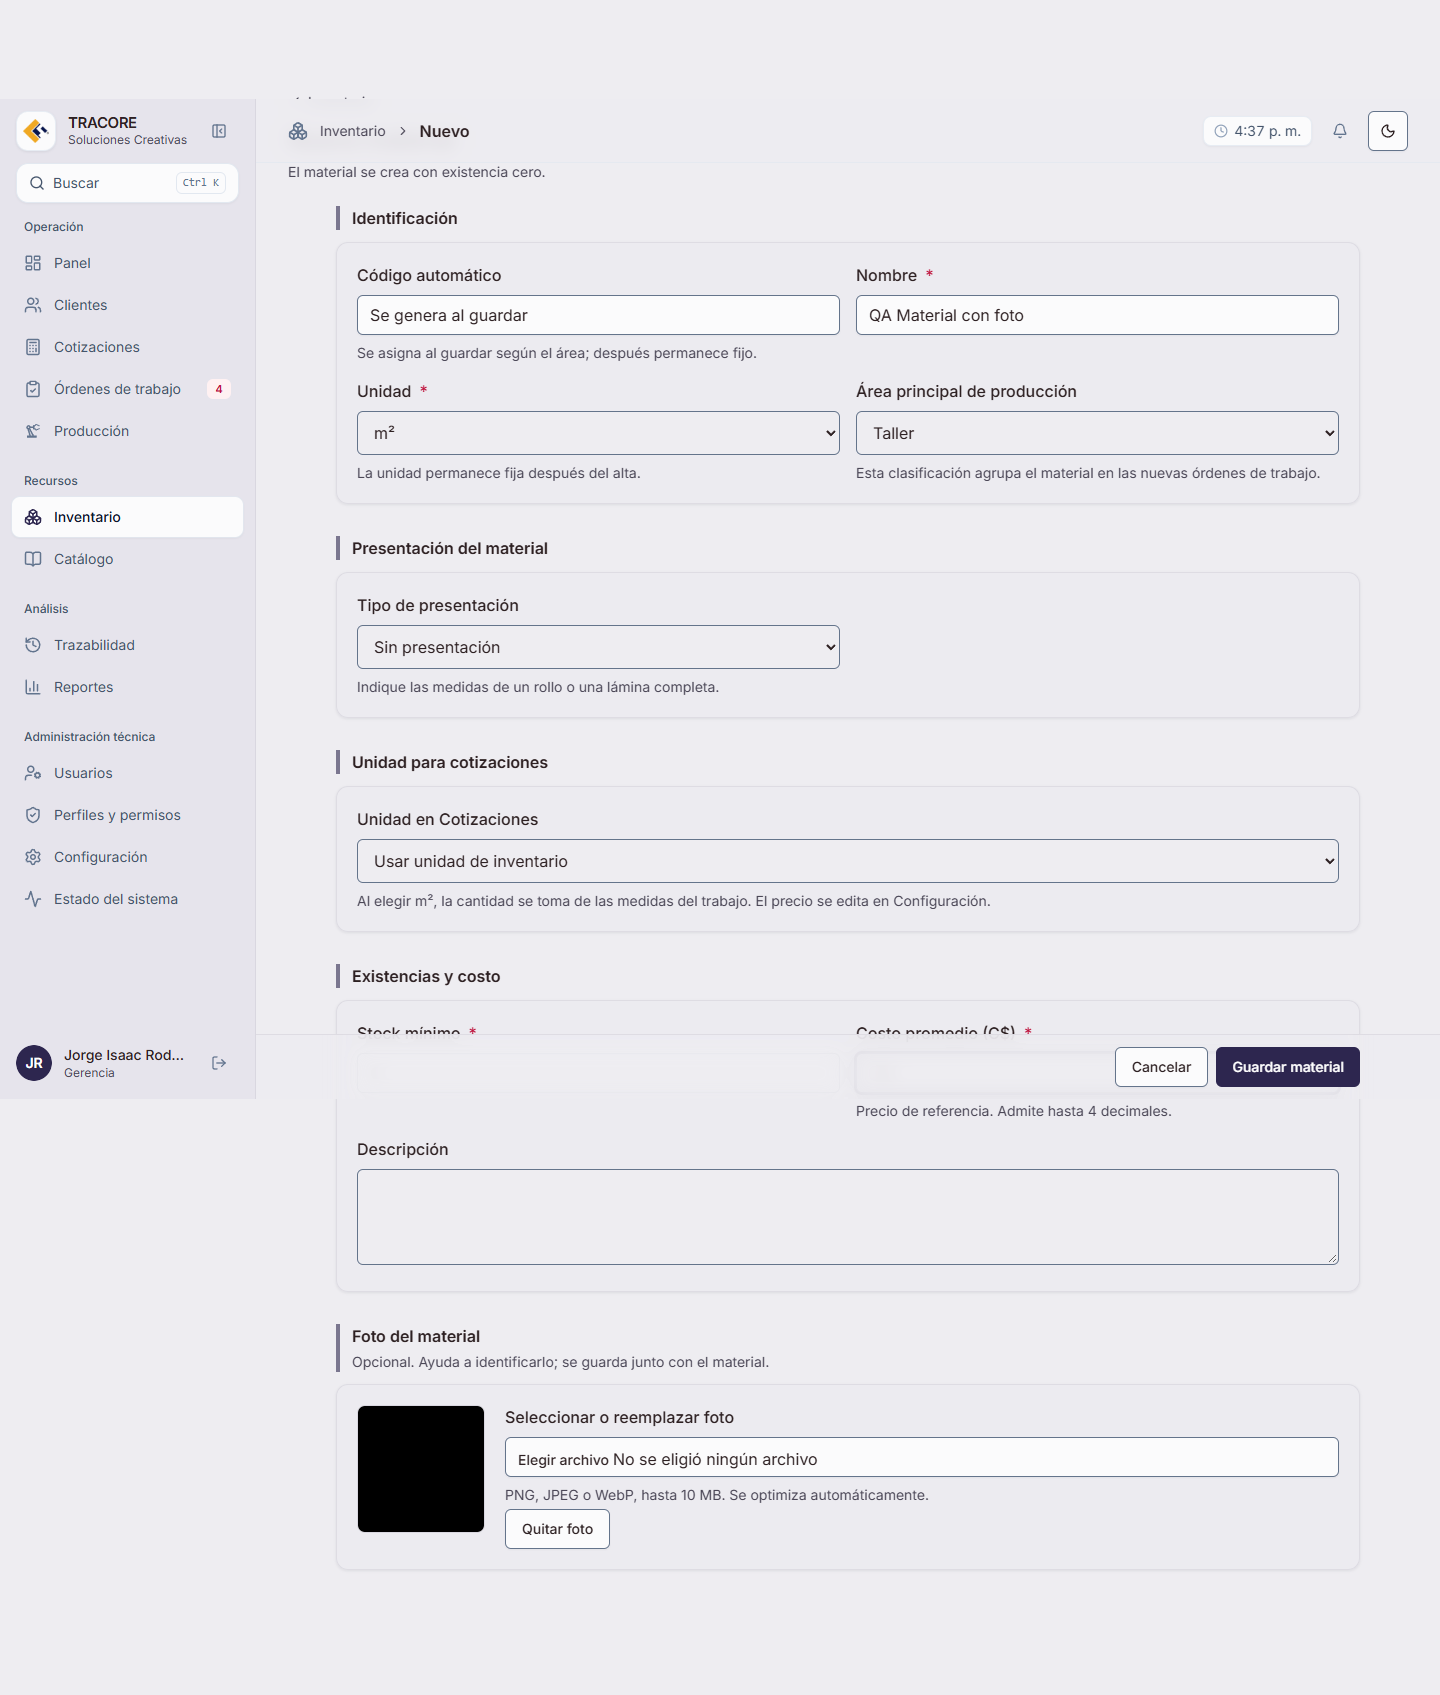 TRACORE
Soluciones Creativas
Buscar
Ctrl K
Operación
Panel
Clientes
Cotizaciones
Órdenes de trabajo
4
Producción
Recursos
Inventario
Catálogo
Análisis
Trazabilidad
Reportes
Administración técnica
Usuarios
Perfiles y permisos
Configuración
Estado del sistema
JR
Jorge Isaac Rod...
Gerencia
Inventario > Nuevo
4:37 p. m.
El material se crea con existencia cero.
Identificación
Código automático
Se genera al guardar
Se asigna al guardar según el área; después permanece fijo.
Nombre *
QA Material con foto
Unidad *
m²
La unidad permanece fija después del alta.
Área principal de producción
Taller
Esta clasificación agrupa el material en las nuevas órdenes de trabajo.
Presentación del material
Tipo de presentación
Sin presentación
Indique las medidas de un rollo o una lámina completa.
Unidad para cotizaciones
Unidad en Cotizaciones
Usar unidad de inventario
Al elegir m², la cantidad se toma de las medidas del trabajo. El precio se edita en Configuración.
Existencias y costo
Stock mínimo *
Costo promedio (C$) *
Cancelar
Guardar material
Precio de referencia. Admite hasta 4 decimales.
Descripción
Foto del material
Opcional. Ayuda a identificarlo; se guarda junto con el material.
Seleccionar o reemplazar foto
Elegir archivo No se eligió ningún archivo
PNG, JPEG o WebP, hasta 10 MB. Se optimiza automáticamente.
Quitar foto